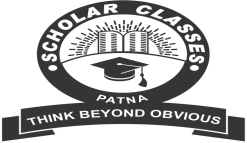 SCHOLAR CLASSES
PATNA
THINK BEYOND OBVIOUS